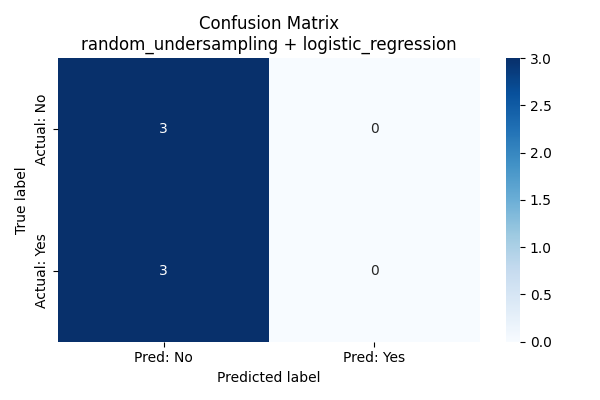 Confusion Matrix
random_undersampling + logistic_regression
True label
Actual: No
3
0
Actual: Yes
3
0
Pred: No
Pred: Yes
Predicted label
3.0
2.5
2.0
1.5
1.0
0.5
0.0